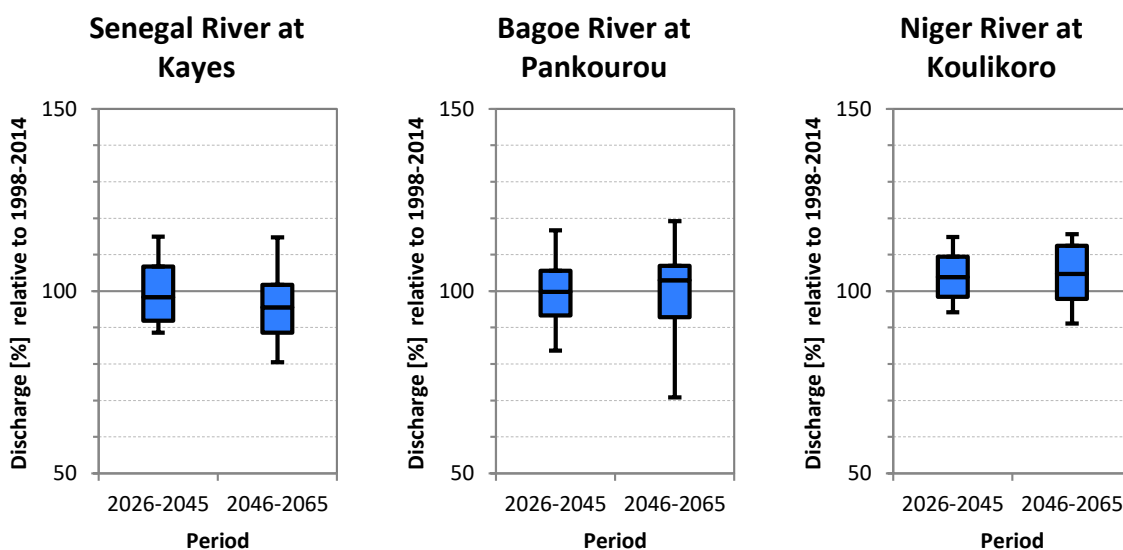 Senegal River at
Kayes
Discharge [%] relative to 1998-2014
150
100
50
2026-2045 2046-2065
Period
Bagoe River at
Pankourou
Discharge [%] relative to 1998-2014
150
100
50
2026-2045 2046-2065
Period
Niger River at
Koulikoro
Discharge [%] relative to 1998-2014
150
100
50
2026-2045 2046-2065
Period